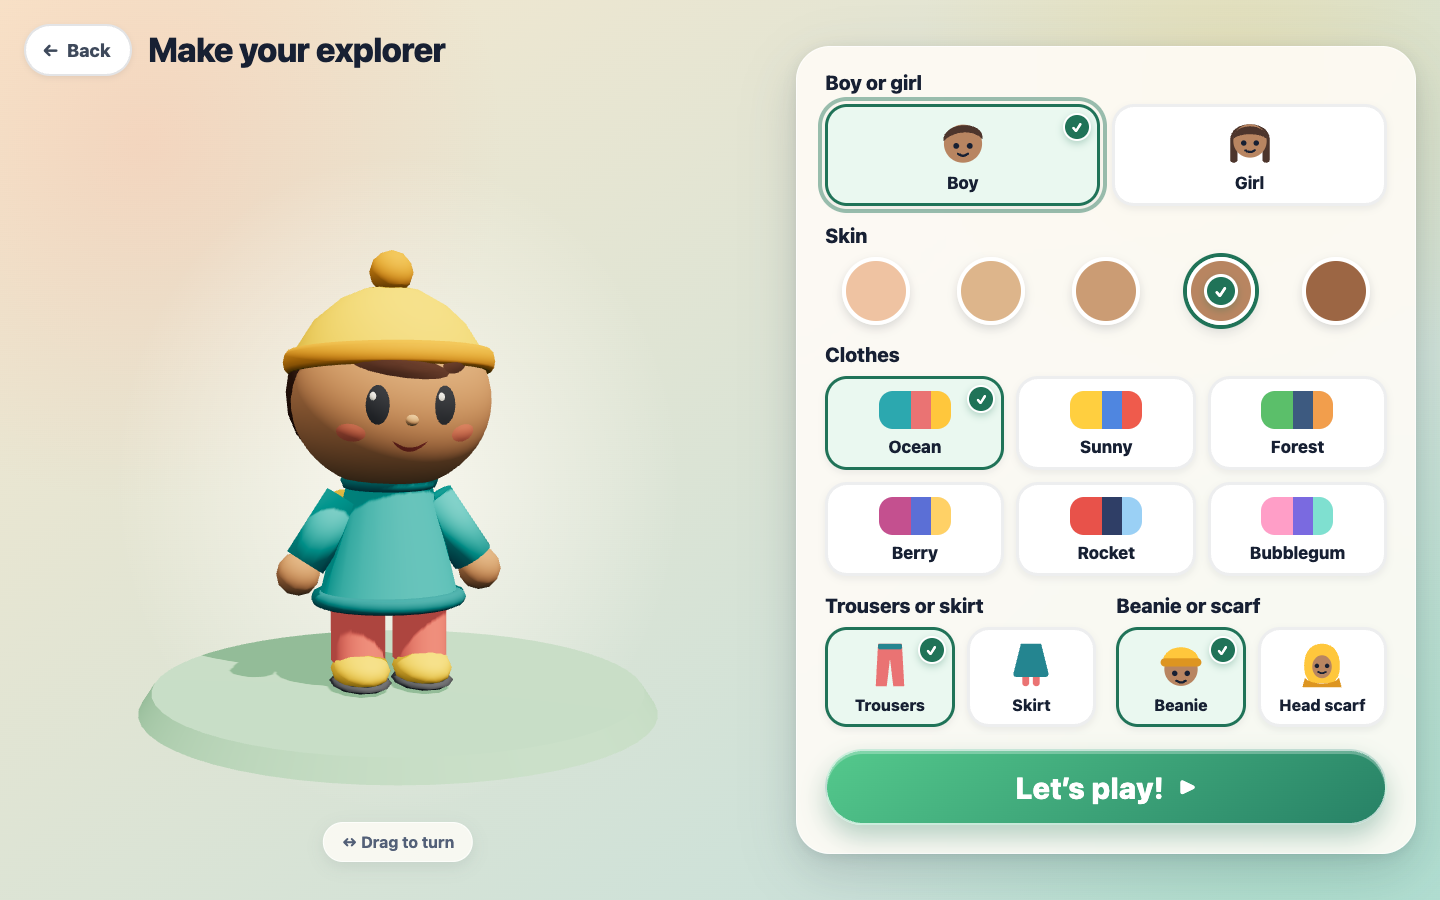 Back
Make your explorer
Boy or girl
Boy
Girl
Skin
Clothes
Ocean
Sunny
Forest
Berry
Rocket
Bubblegum
Trousers or skirt
Beanie or scarf
Trousers
Skirt
Beanie
Head scarf
Let's play!
Drag to turn